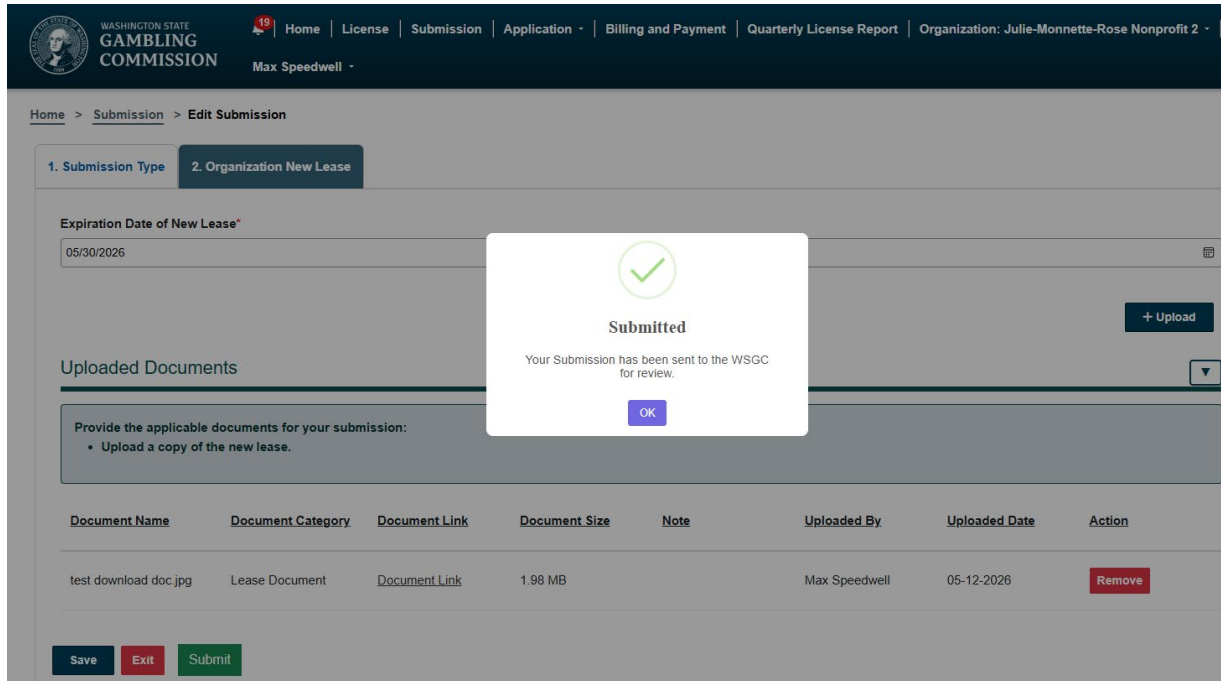 WASHINGTON STATE
GAMBLING
COMMISSION
19
Home | License | Submission | Application | Billing and Payment | Quarterly License Report | Organization: Julie-Monnette-Rose Nonprofit 2
Max Speedwell
Home > Submission > Edit Submission
1. Submission Type
2. Organization New Lease
Expiration Date of New Lease*
05/30/2026
+ Upload
Submitted
Your Submission has been sent to the WSGC
for review.
OK
Uploaded Documents
Provide the applicable documents for your submission:
• Upload a copy of the new lease.
Document Name Document Category Document Link Document Size Note Uploaded By Uploaded Date Action
test download doc.jpg Lease Document Document Link 1.98 MB Max Speedwell 05-12-2026 Remove
Save Exit Submit